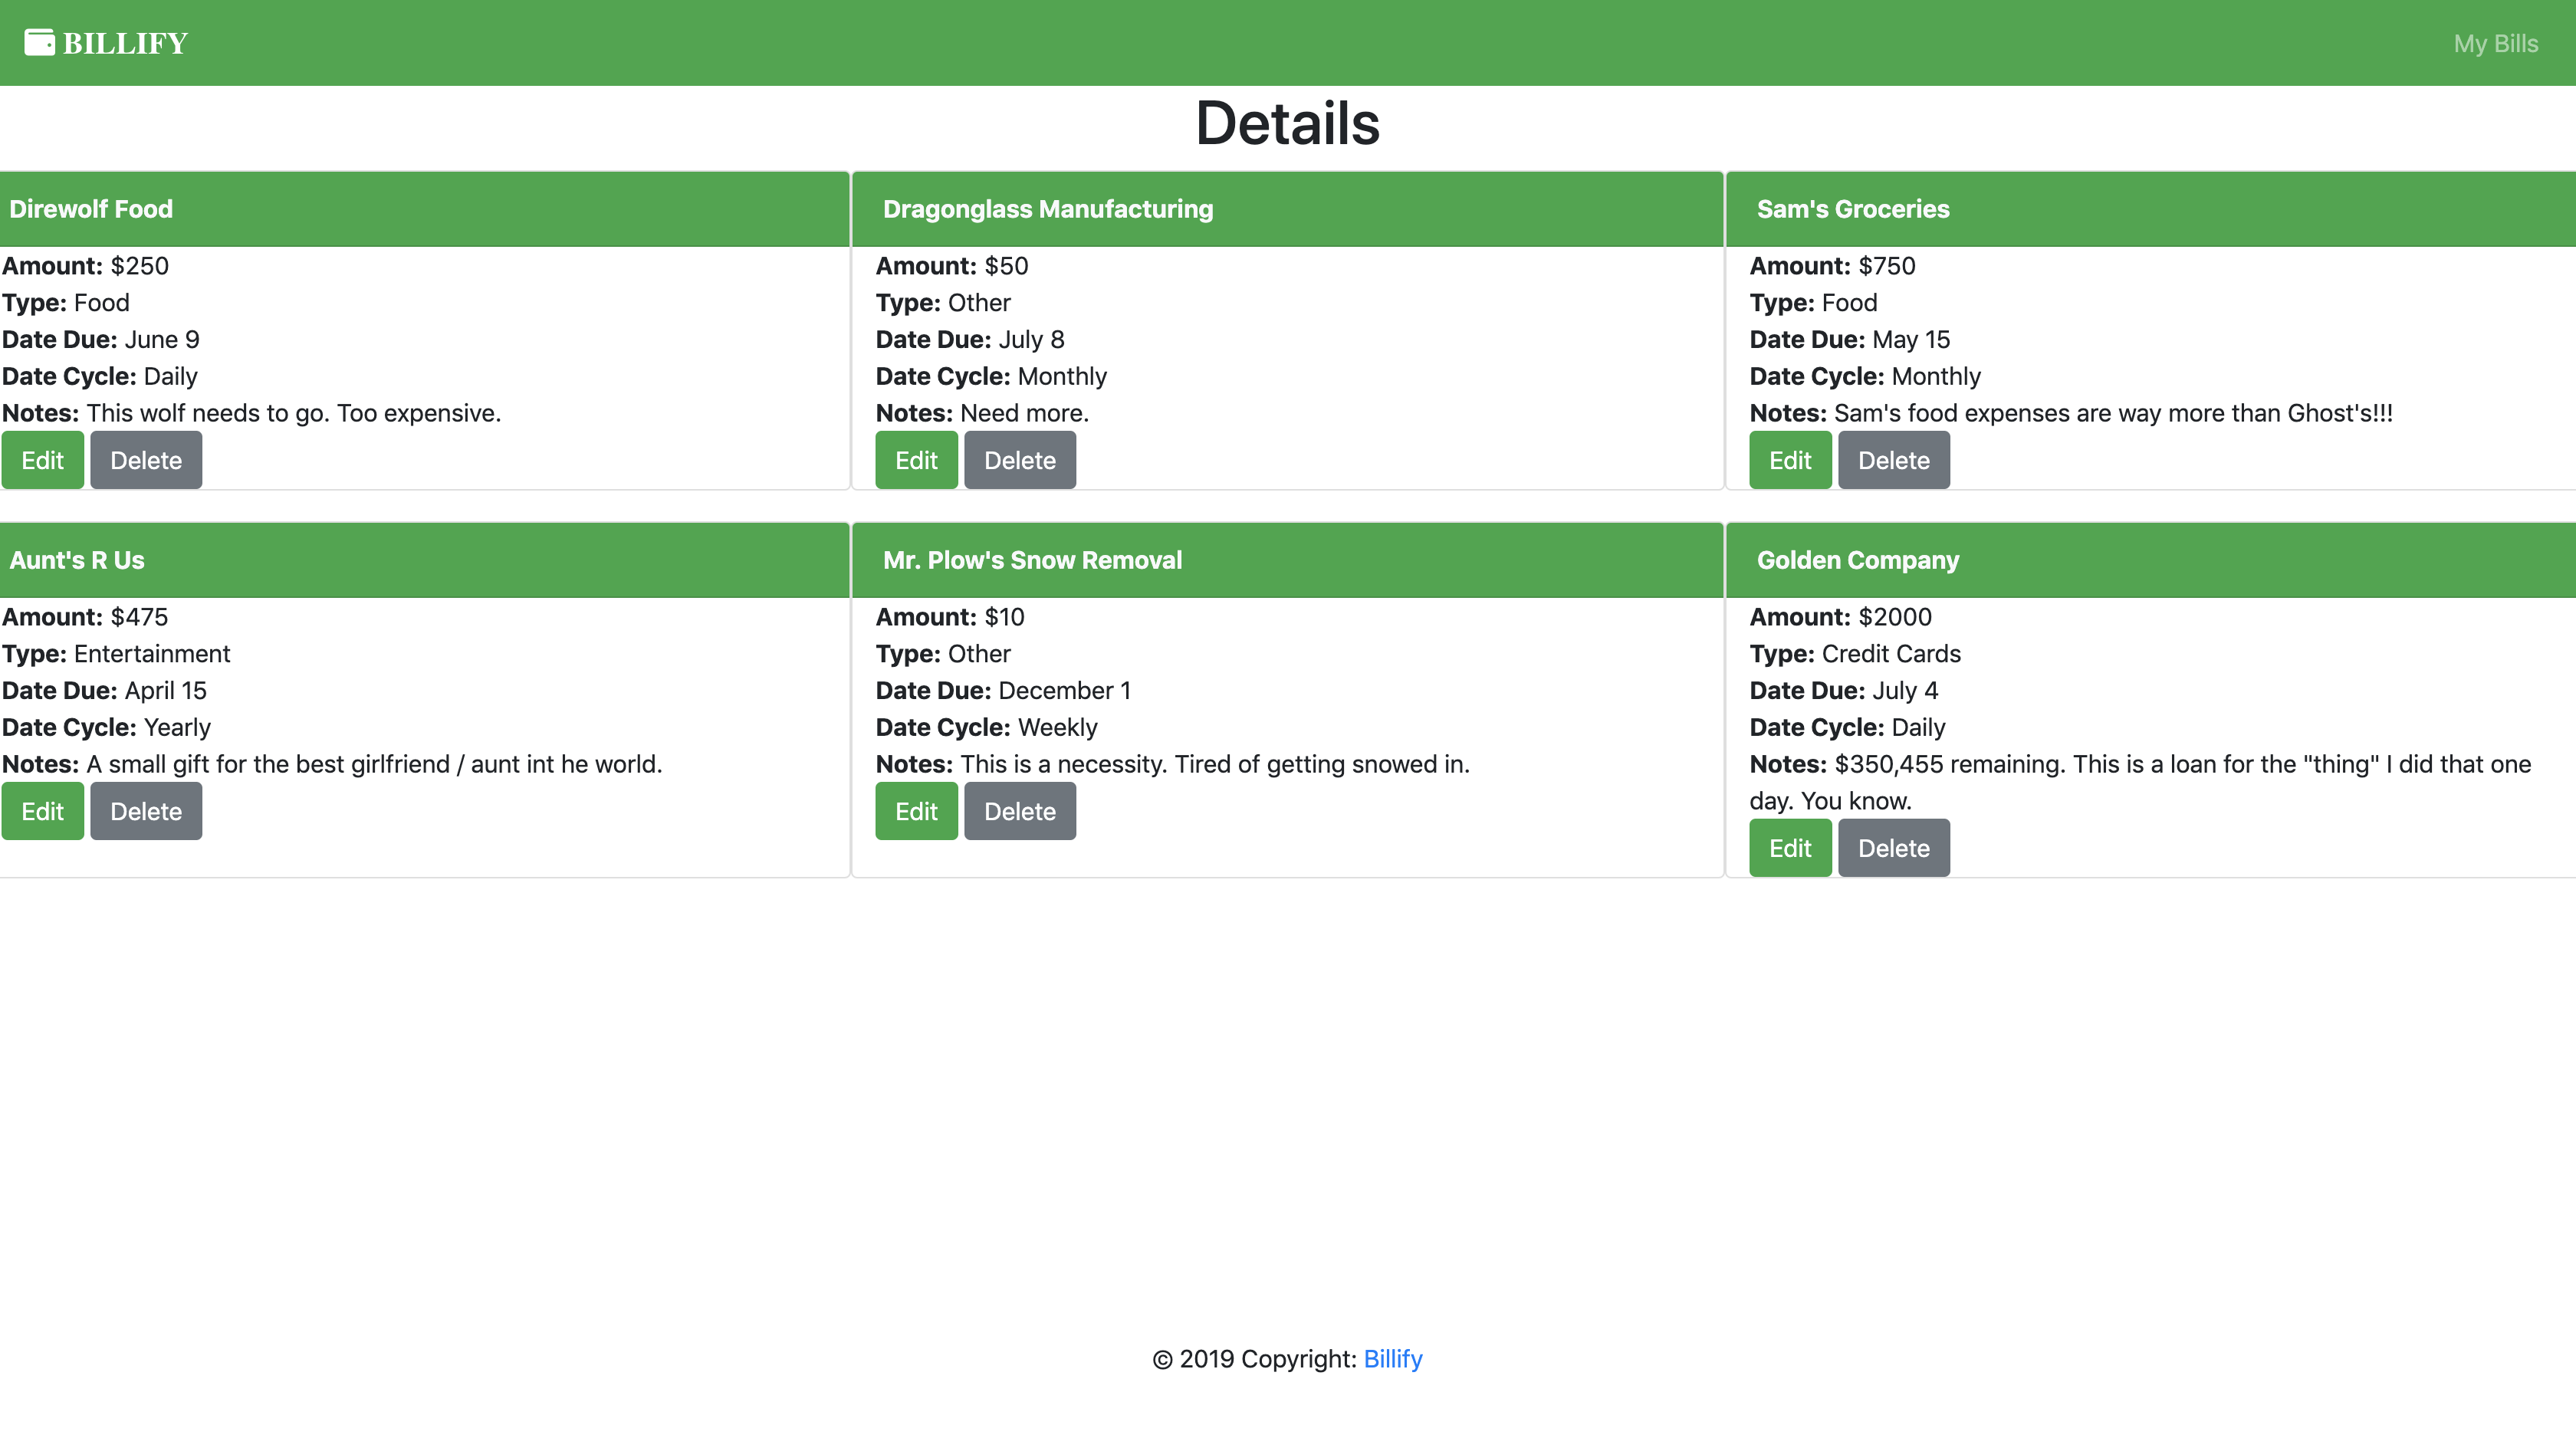 BILLIFY
My Bills
Details
Direwolf Food
Amount: $250
Type: Food
Date Due: June 9
Date Cycle: Daily
Notes: This wolf needs to go. Too expensive.
Edit Delete
Dragonglass Manufacturing
Amount: $50
Type: Other
Date Due: July 8
Date Cycle: Monthly
Notes: Need more.
Edit Delete
Sam's Groceries
Amount: $750
Type: Food
Date Due: May 15
Date Cycle: Monthly
Notes: Sam's food expenses are way more than Ghost's!!!
Edit Delete
Aunt's R Us
Amount: $475
Type: Entertainment
Date Due: April 15
Date Cycle: Yearly
Notes: A small gift for the best girlfriend / aunt int he world.
Edit Delete
Mr. Plow's Snow Removal
Amount: $10
Type: Other
Date Due: December 1
Date Cycle: Weekly
Notes: This is a necessity. Tired of getting snowed in.
Edit Delete
Golden Company
Amount: $2000
Type: Credit Cards
Date Due: July 4
Date Cycle: Daily
Notes: $350,455 remaining. This is a loan for the "thing" I did that one
day. You know.
Edit Delete
© 2019 Copyright: Billify